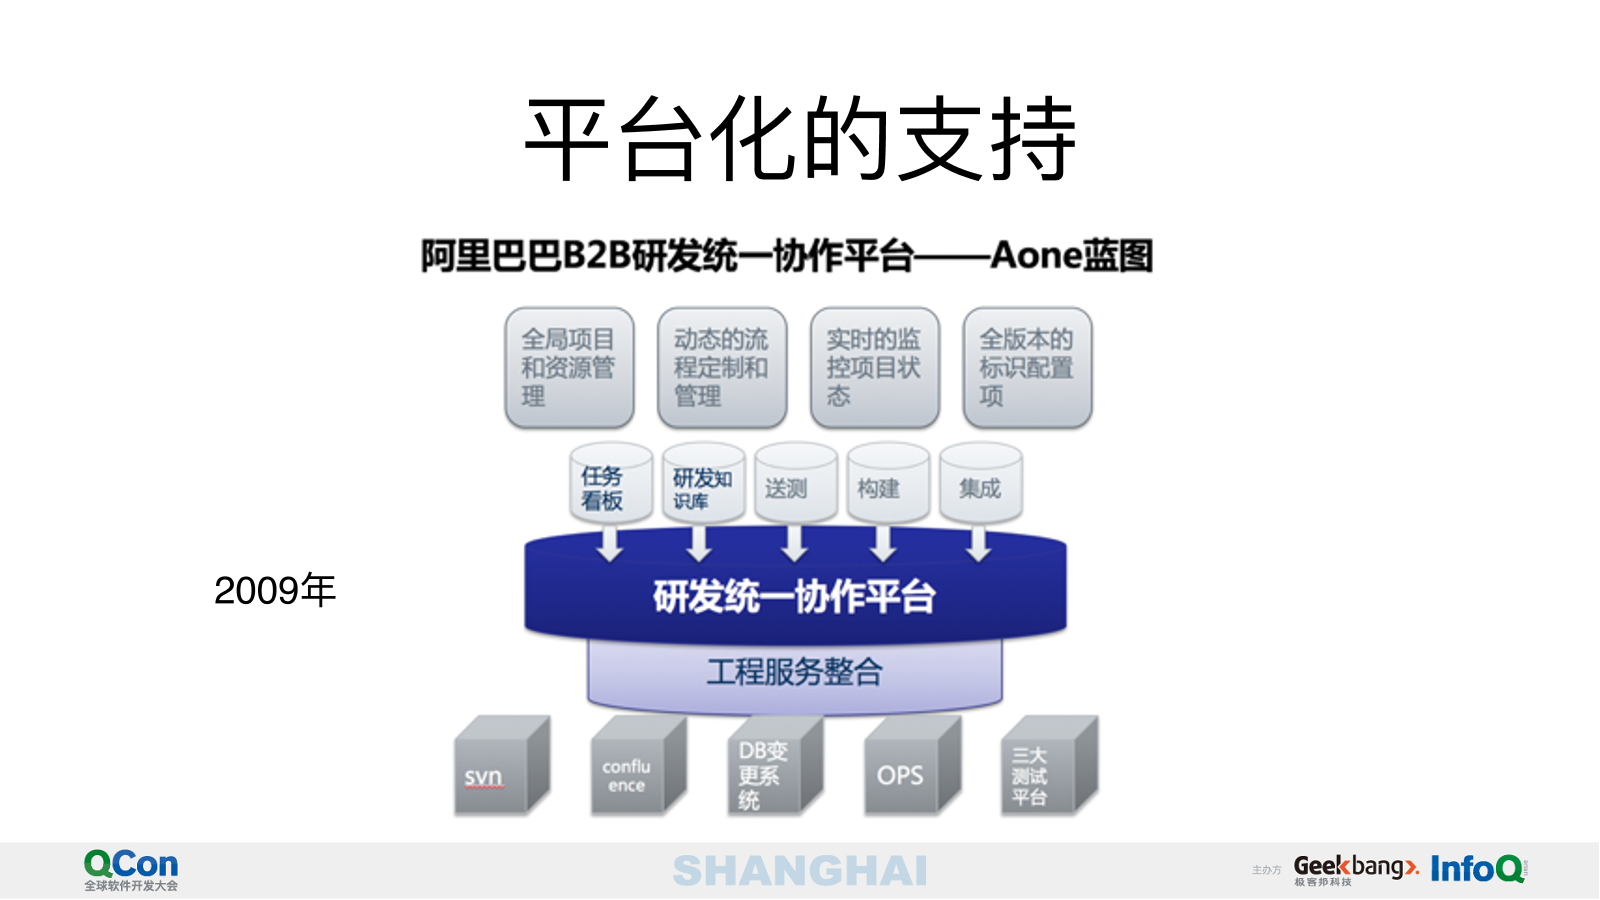 平台化的支持
阿里巴巴B2B研发统一协作平台——Aone蓝图
全局项目
和资源管
理
动态的流
程定制和
管理
实时的监
控项目状
态
全版本的
标识配置
项
任务
看板
研发知
识库
送测
构建
集成
研发统一协作平台
2009年
工程服务整合
svn
conflu
ence
DB变
更系
统
OPS
三大
测试
平台
QCon
全球软件开发大会
SHANGHAI
主办方
Geekbang>.
极客邦科技
InfoQ